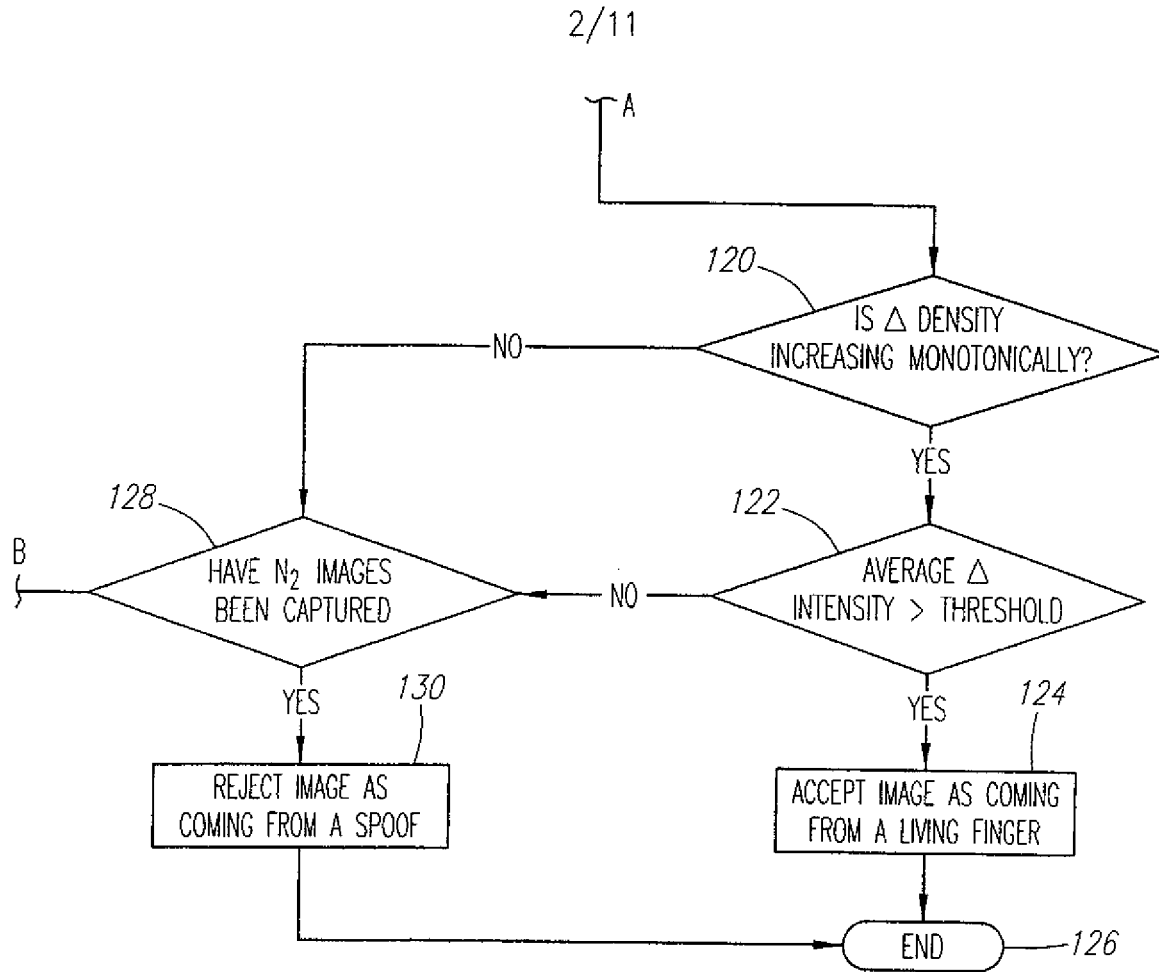 2/11
A
120
IS △ DENSITY
INCREASING MONOTONICALLY?
NO
YES
128
122
B
HAVE N₂ IMAGES
BEEN CAPTURED
NO
AVERAGE △
INTENSITY > THRESHOLD
YES
130
YES
124
REJECT IMAGE AS
COMING FROM A SPOOF
ACCEPT IMAGE AS COMING
FROM A LIVING FINGER
END
126